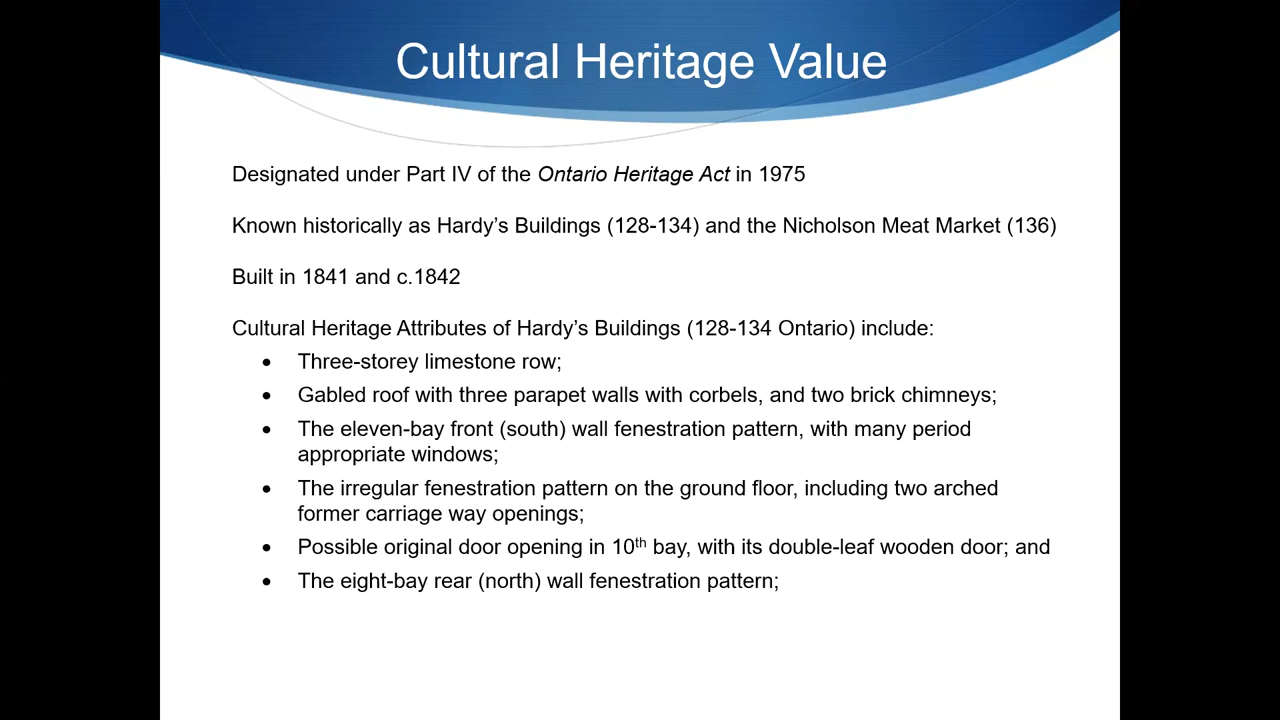 Cultural Heritage Value
Designated under Part IV of the Ontario Heritage Act in 1975
Known historically as Hardy’s Buildings (128-134) and the Nicholson Meat Market (136)
Built in 1841 and c.1842
Cultural Heritage Attributes of Hardy’s Buildings (128-134 Ontario) include:
• Three-storey limestone row;
• Gabled roof with three parapet walls with corbels, and two brick chimneys;
• The eleven-bay front (south) wall fenestration pattern, with many period
appropriate windows;
• The irregular fenestration pattern on the ground floor, including two arched
former carriage way openings;
• Possible original door opening in 10th bay, with its double-leaf wooden door; and
• The eight-bay rear (north) wall fenestration pattern;